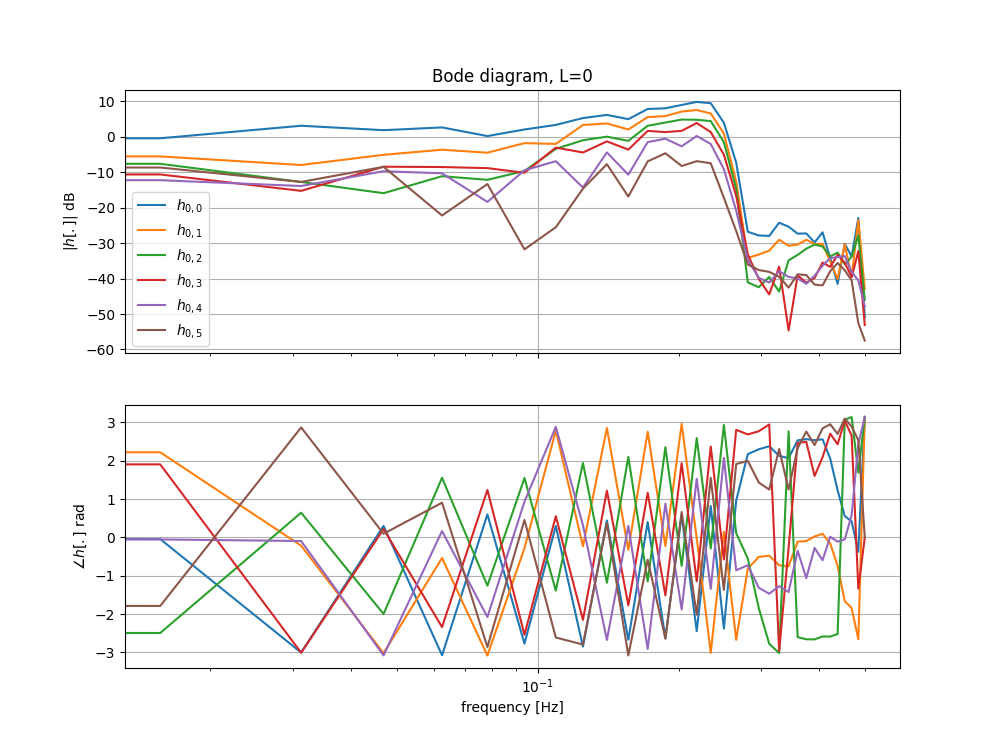 Bode diagram, L=0
|h[.]| dB
10
0
−10
−20
−30
−40
−50
−60
h0,0
h0,1
h0,2
h0,3
h0,4
h0,5
∠h[.] rad
3
2
1
0
−1
−2
−3
10−1
frequency [Hz]